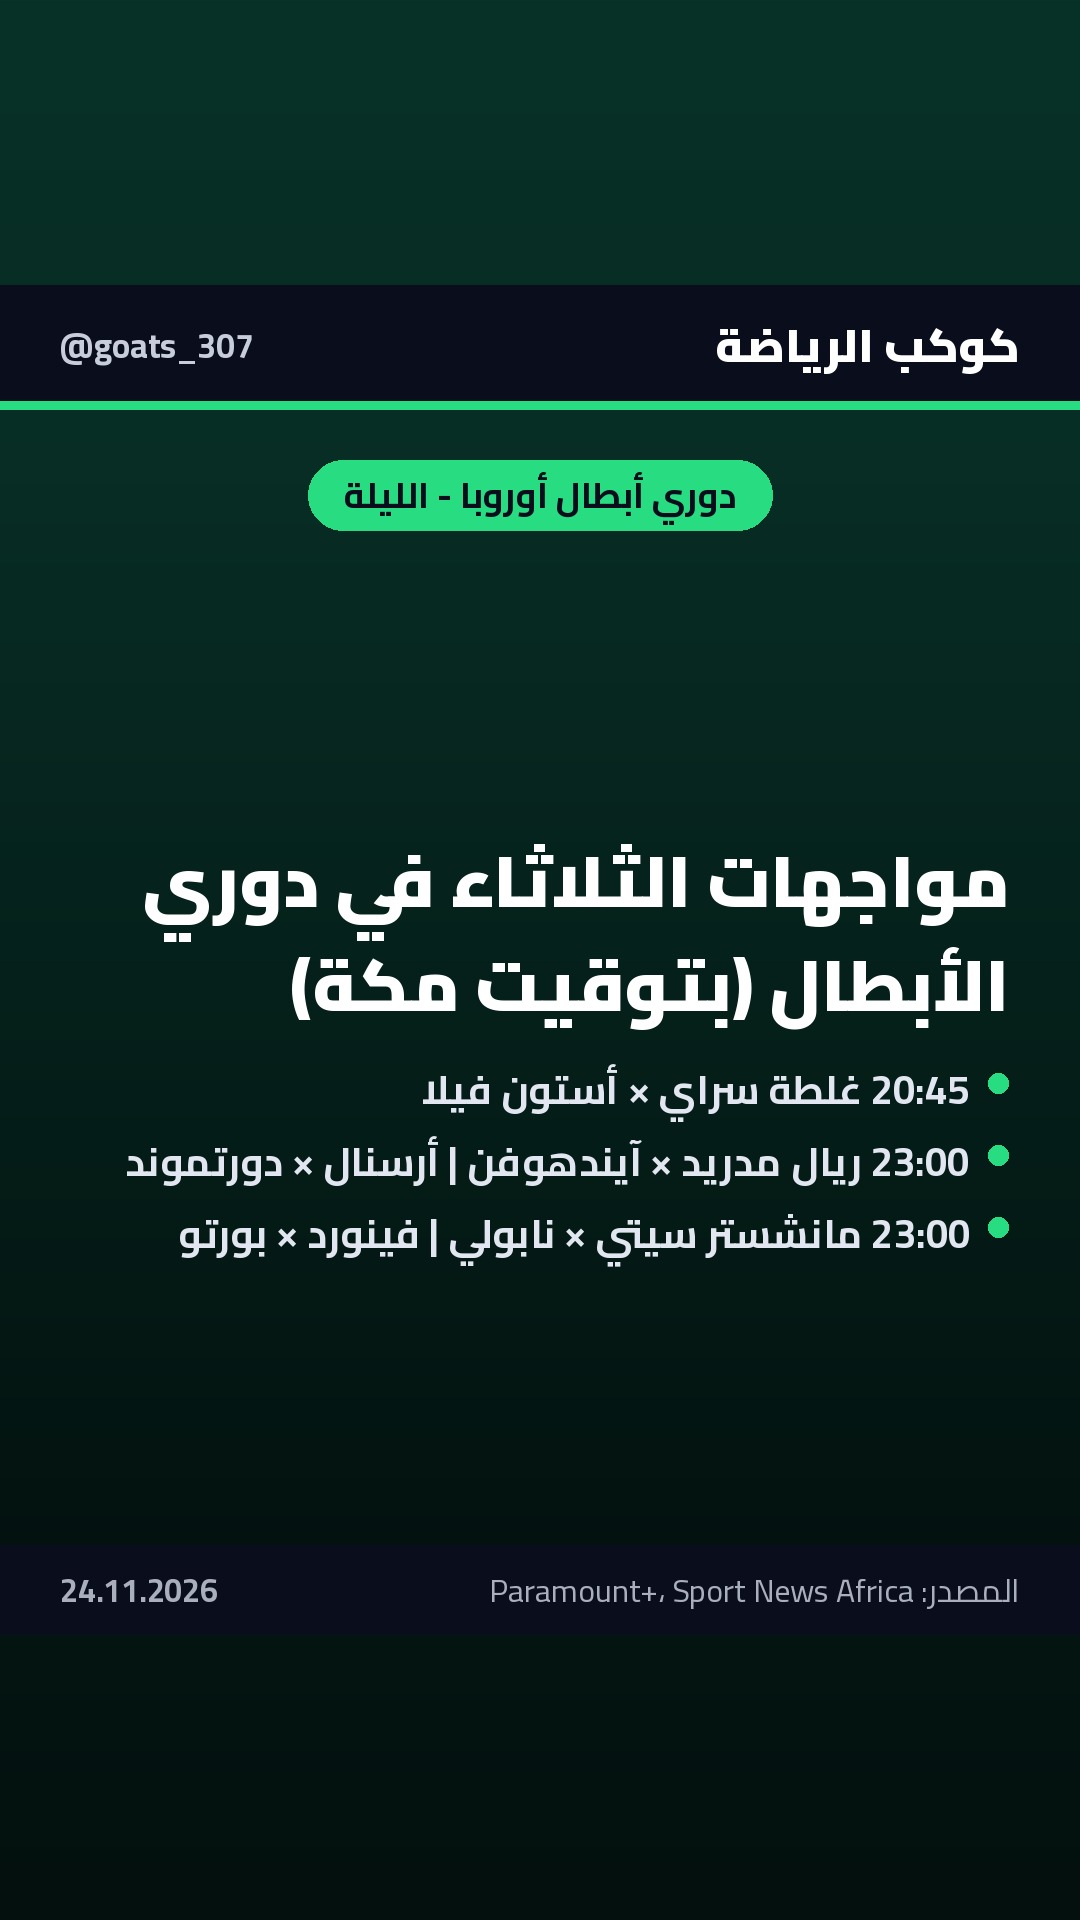 كوكب الرياضة
@goats_307
دوري أبطال أوروبا - الليلة
مواجهات الثلاثاء في دوري
الأبطال (بتوقيت مكة)
20:45 غلطة سراي × أستون فيلا
23:00 ريال مدريد × آيندهوفن | أرسنال × دورتموند
23:00 مانشستر سيتي × نابولي | فينورد × بورتو
المصدر: Paramount+، Sport News Africa
24.11.2026